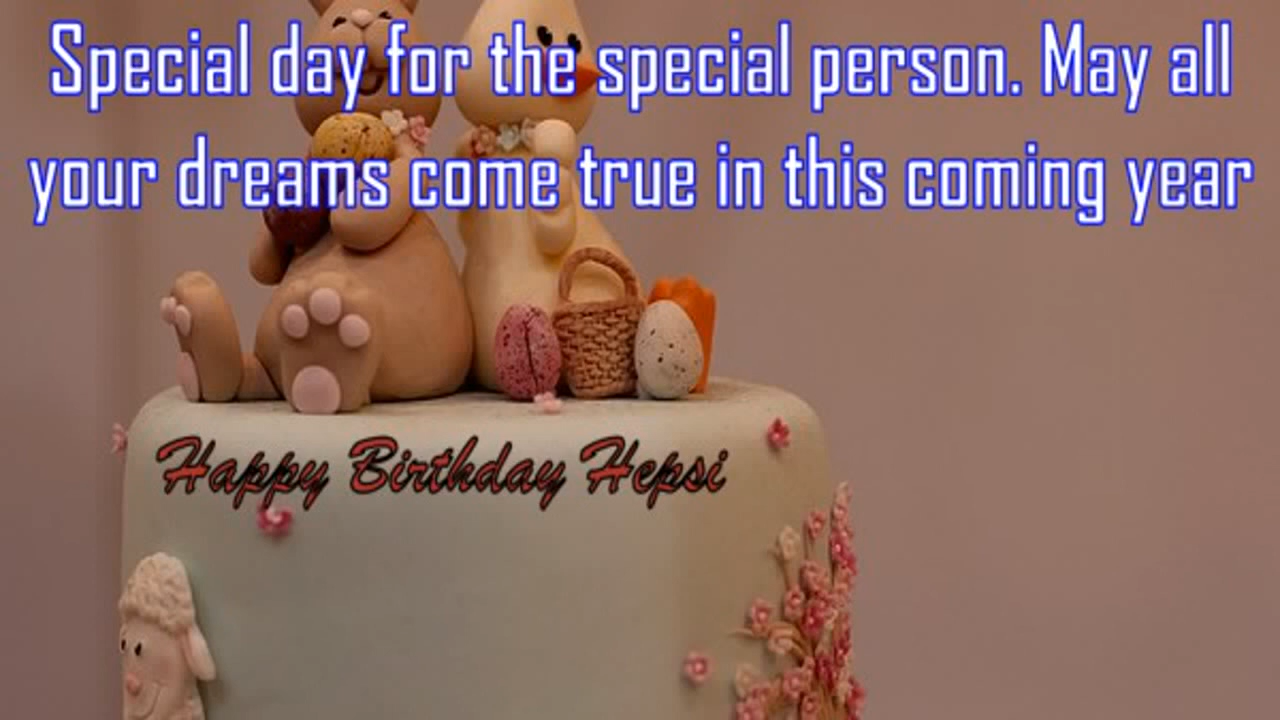 Special day for the special person. May all
your dreams come true in this coming year
Happy Birthday Hepsi